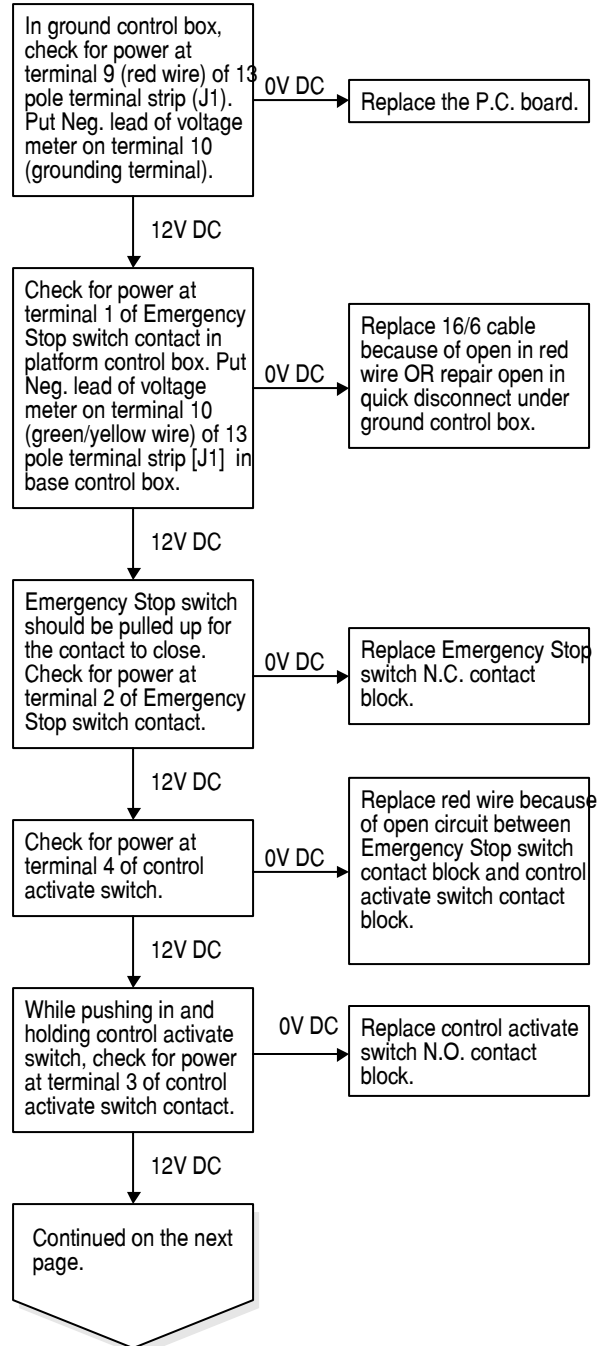 In ground control box,
check for power at
terminal 9 (red wire) of 13
pole terminal strip (J1).
Put Neg. lead of voltage
meter on terminal 10
(grounding terminal).
0V DC
Replace the P.C. board.
12V DC
Check for power at
terminal 1 of Emergency
Stop switch contact in
platform control box. Put
Neg. lead of voltage
meter on terminal 10
(green/yellow wire) of 13
pole terminal strip [J1] in
base control box.
0V DC
Replace 16/6 cable
because of open in red
wire OR repair open in
quick disconnect under
ground control box.
12V DC
Emergency Stop switch
should be pulled up for
the contact to close.
Check for power at
terminal 2 of Emergency
Stop switch contact.
0V DC
Replace Emergency Stop
switch N.C. contact
block.
12V DC
Check for power at
terminal 4 of control
activate switch.
0V DC
Replace red wire because
of open circuit between
Emergency Stop switch
contact block and control
activate switch contact
block.
12V DC
While pushing in and
holding control activate
switch, check for power
at terminal 3 of control
activate switch contact.
0V DC
Replace control activate
switch N.O. contact
block.
12V DC
Continued on the next
page.